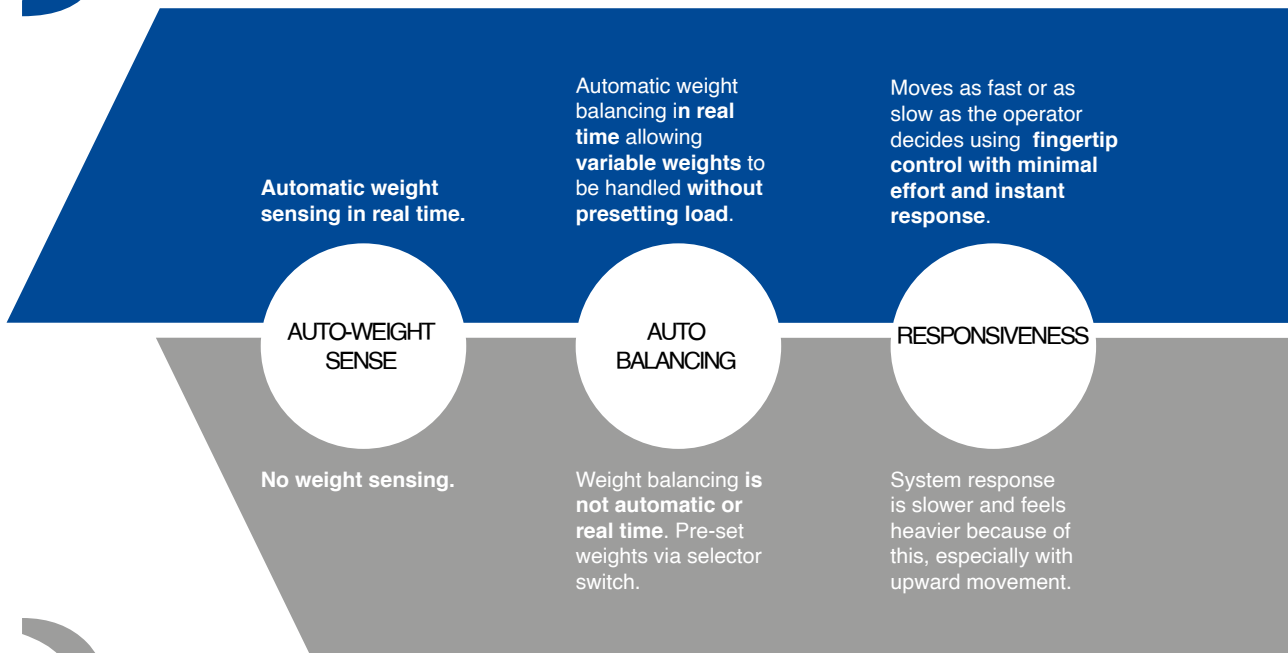 Automatic weight
sensing in real time.
Automatic weight
balancing in real
time allowing
variable weights to
be handled without
presetting load.
Moves as fast or as
slow as the operator
decides using fingertip
control with minimal
effort and instant
response.
AUTO-WEIGHT
SENSE
AUTO
BALANCING
RESPONSIVENESS
No weight sensing.
Weight balancing is
not automatic or
real time. Pre-set
weights via selector
switch.
System response
is slower and feels
heavier because of
this, especially with
upward movement.